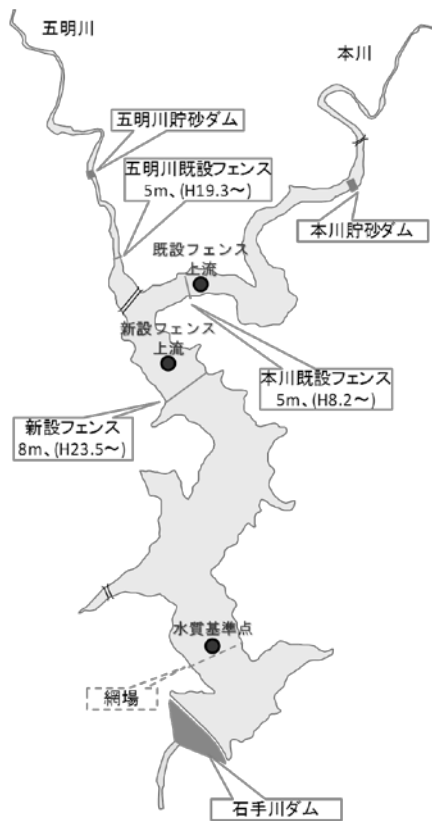 五明川
本川
五明川貯砂ダム
五明川既設フェンス
5m、(H19.3～)
本川貯砂ダム
既設フェンス
上流
新設フェンス
上流
本川既設フェンス
5m、(H8.2～)
新設フェンス
8m、(H23.5～)
水質基準点
網場
石手川ダム